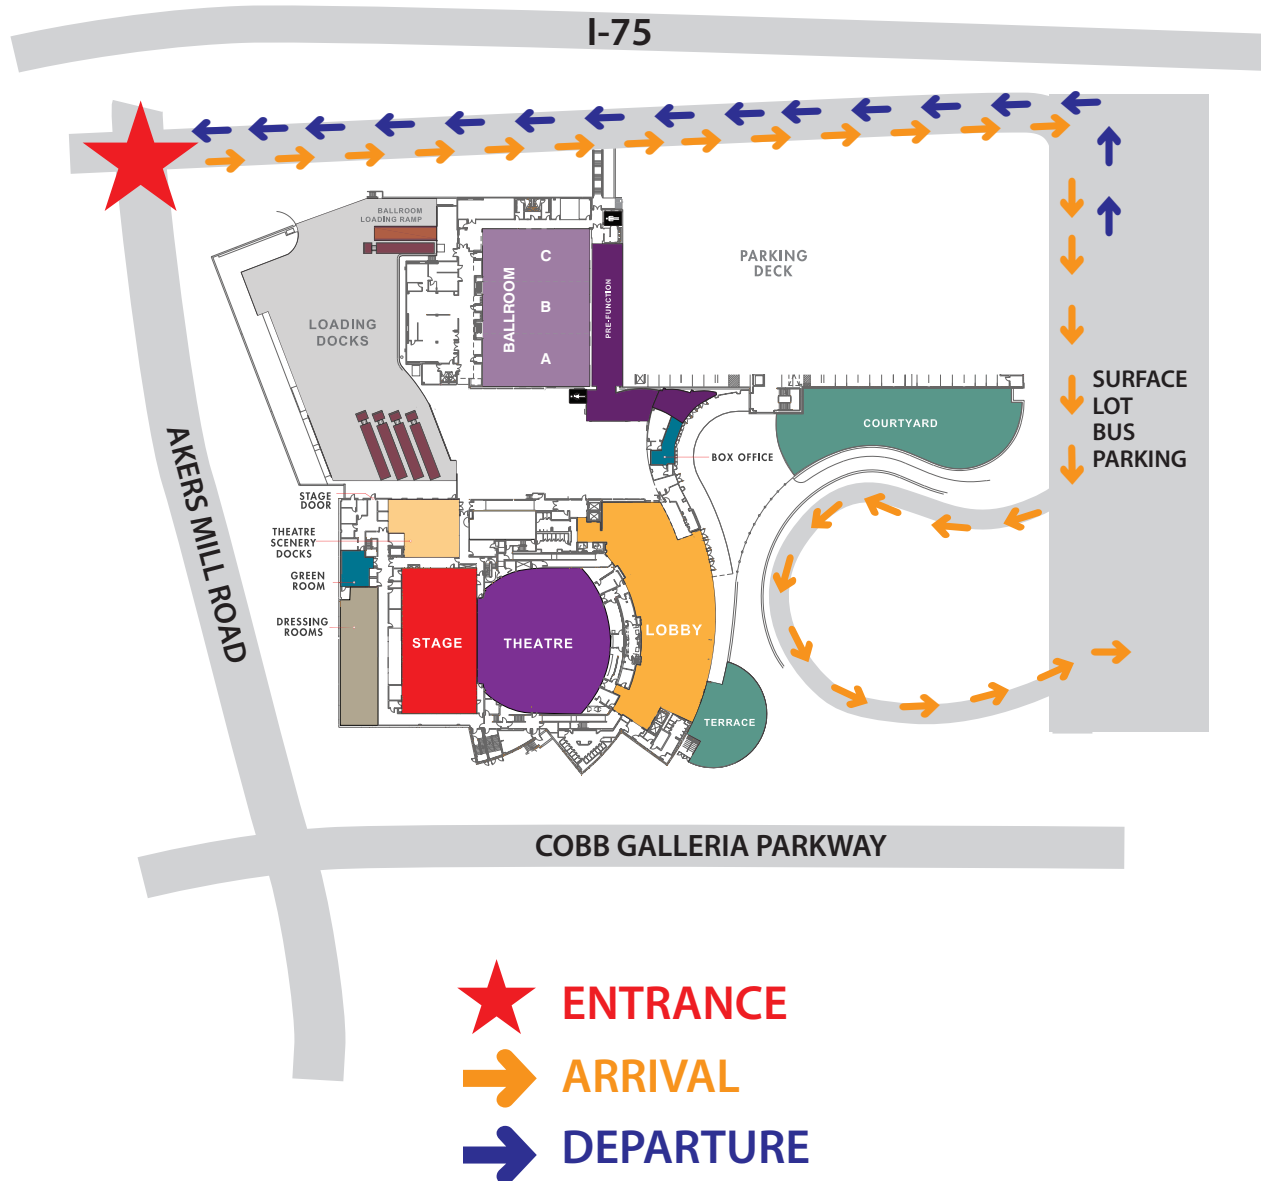 I-75
BALLROOM
LOADING RAMP
C
B
A
BALLROOM
PRE-FUNCTION
PARKING
DECK
LOADING
DOCKS
SURFACE
LOT
BUS
PARKING
COURTYARD
BOX OFFICE
AKERS MILL ROAD
STAGE
DOOR
THEATRE
SCENERY
DOCKS
GREEN
ROOM
DRESSING
ROOMS
STAGE
THEATRE
LOBBY
TERRACE
COBB GALLERIA PARKWAY
ENTRANCE
ARRIVAL
DEPARTURE